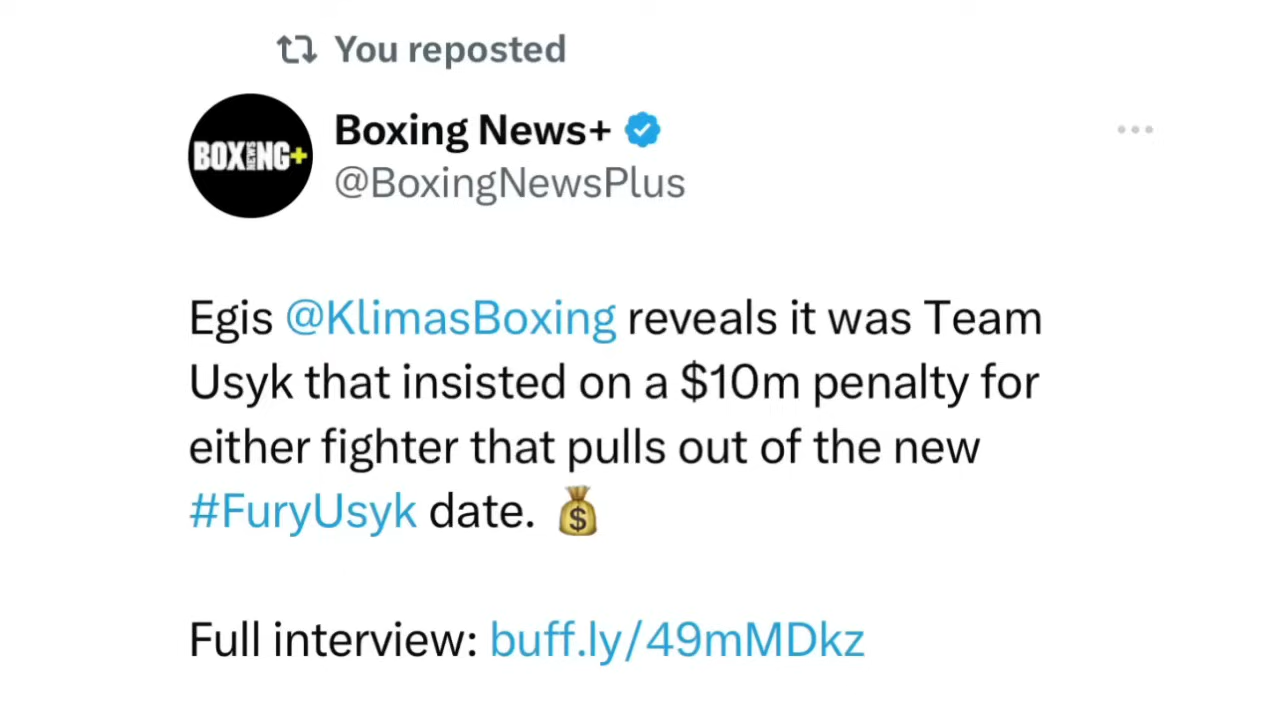 You reposted
BOXING NEWS+
Boxing News+
@BoxingNewsPlus
Egis @KlimasBoxing reveals it was Team
Usyk that insisted on a $10m penalty for
either fighter that pulls out of the new
#FuryUsyk date. 💰
Full interview: buff.ly/49mMDkz